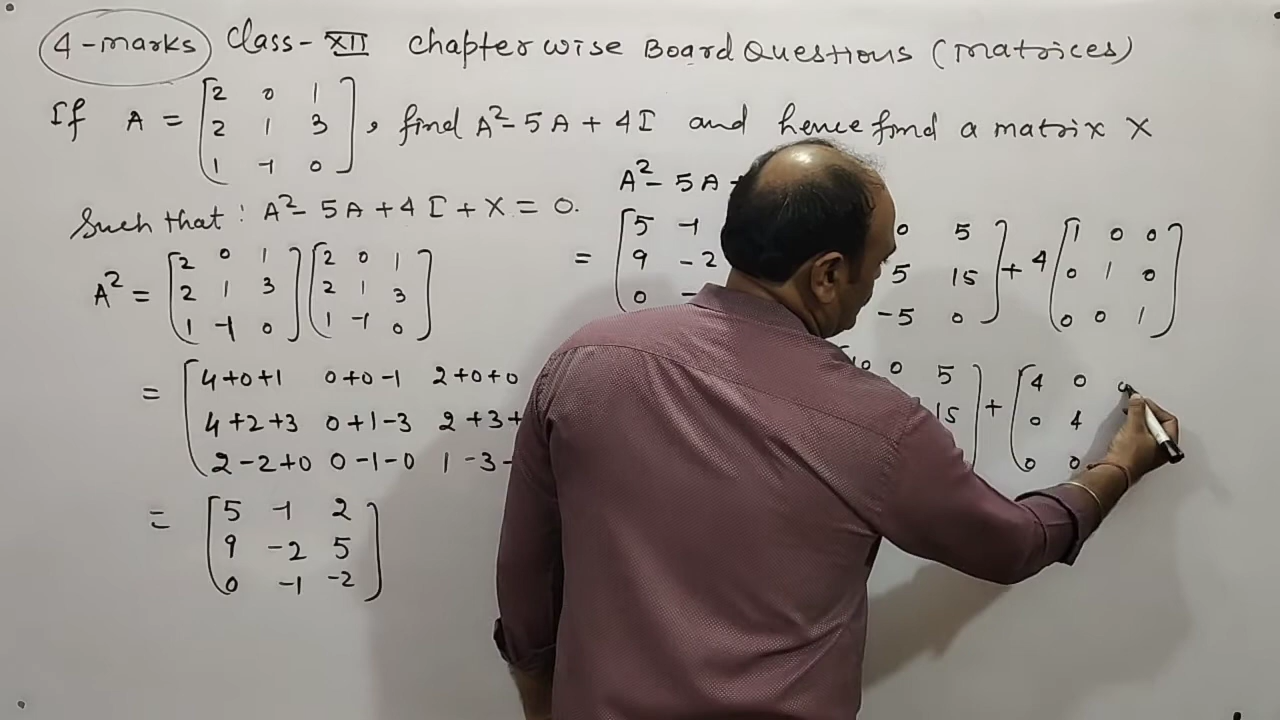 4-marks Class-XII Chapterwise Board Questions (Matrices)
If A = [2 0 1
2 1 3
1 -1 0], find A²-5A+4I and hence find a matrix X
Such that: A²-5A+4I+X=0.
A² = [2 0 1
2 1 3
1 -1 0] [2 0 1
2 1 3
1 -1 0]
= [4+0+1 0+0-1 2+0+0
4+2+3 0+1-3 2+3+
2-2+0 0-1-0 1-3-
= [5 -1 2
9 -2 5
0 -1 -2]
A²-5A
= [5 -1 0 5] + 4 [1 0 0
9 -2 5 15 0 1 0
0 - -5 0 0 0 1]
10 0 5] + [4 0
15 0 4
0 0